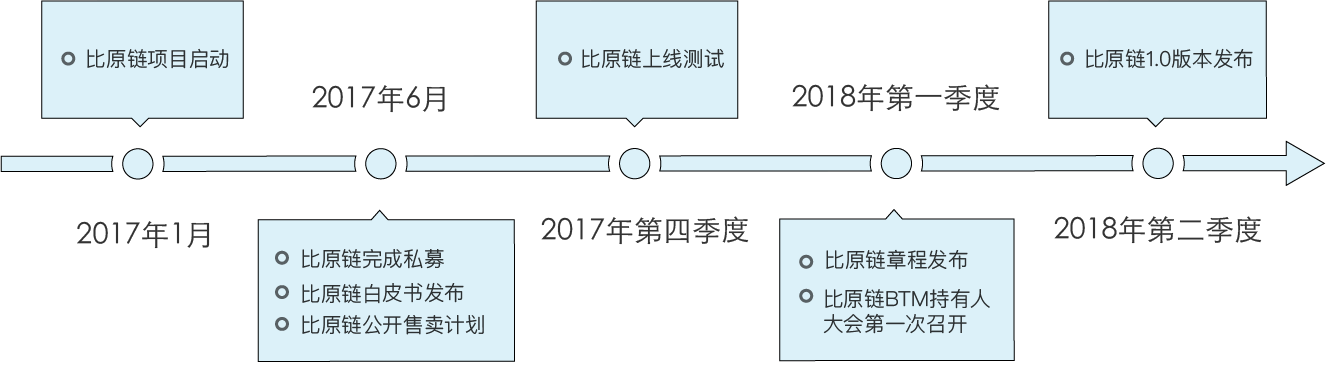 比原链项目启动
2017年1月
2017年6月
比原链完成私募
比原链白皮书发布
比原链公开售卖计划
比原链上线测试
2017年第四季度
2018年第一季度
比原链章程发布
比原链BTM持有人
大会第一次召开
比原链1.0版本发布
2018年第二季度